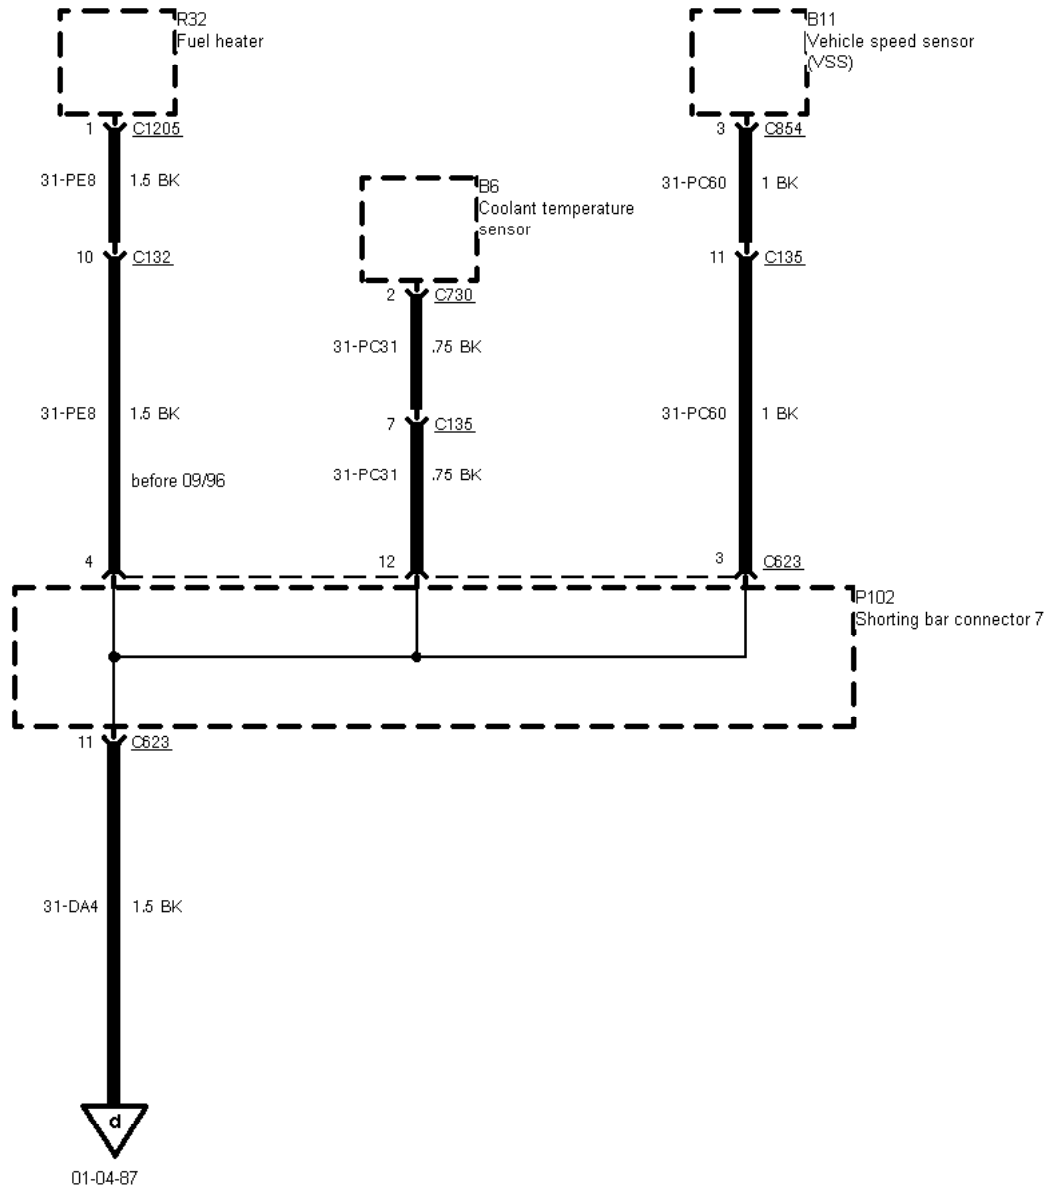 R32
Fuel heater
B11
Vehicle speed sensor
(VSS)
1 C1205
3 C854
31-PE8 1.5 BK
31-PC60 1 BK
B6
Coolant temperature
sensor
10 C132
11 C135
2 C730
31-PC31 .75 BK
31-PE8 1.5 BK
31-PC60 1 BK
7 C135
31-PC31 .75 BK
before 09/96
4
12
3 C623
P102
Shorting bar connector 7
11 C623
31-DA4 1.5 BK
d
01-04-87